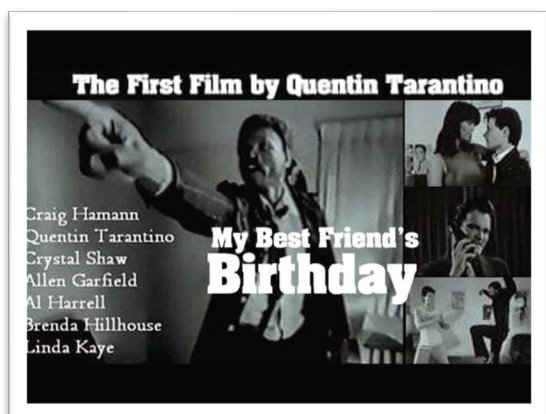 The First Film by Quentin Tarantino
Craig Hamann
Quentin Tarantino
Crystal Shaw
Allen Garfield
Al Harrell
Brenda Hillhouse
Linda Kaye
My Best Friend's
Birthday